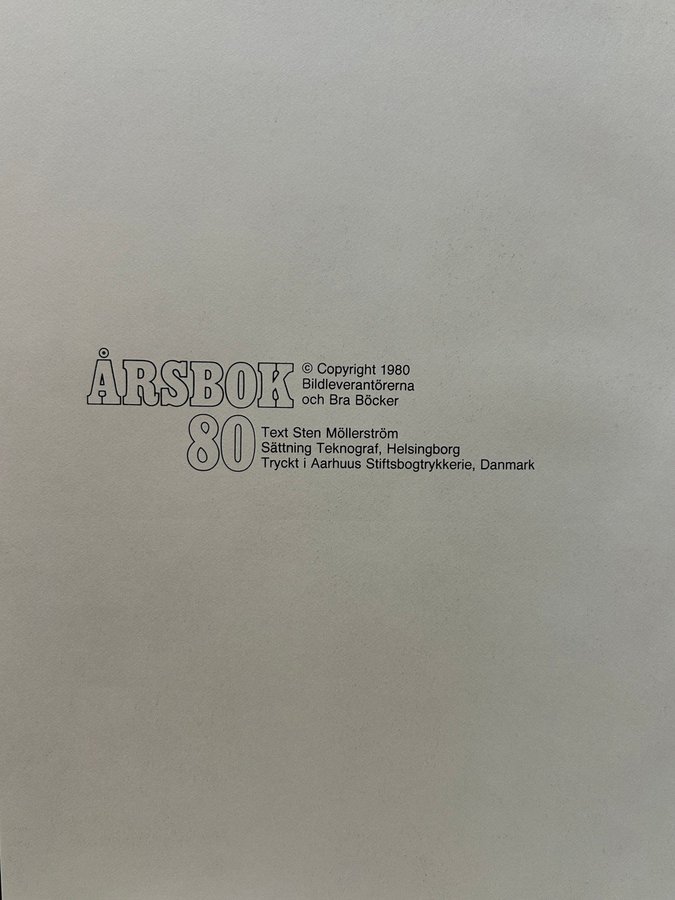 ÅRSBOK
© Copyright 1980
Bildleverantörerna
och Bra Böcker
80
Text Sten Möllerström
Sättning Teknograf, Helsingborg
Tryckt i Aarhuus Stiftsbogtrykkerie, Danmark